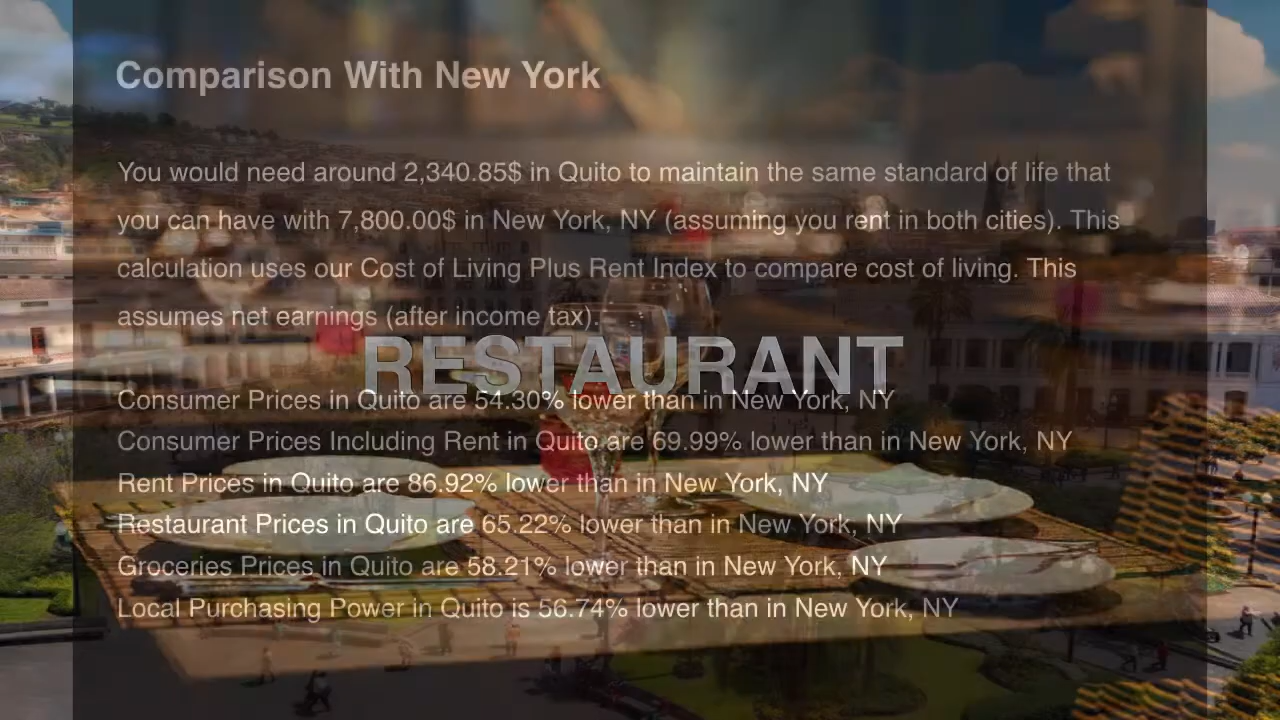 Comparison With New York
You would need around 2,340.85$ in Quito to maintain the same standard of life that
you can have with 7,800.00$ in New York, NY (assuming you rent in both cities). This
calculation uses our Cost of Living Plus Rent Index to compare cost of living. This
assumes net earnings (after income tax).
RESTAURANT
Consumer Prices in Quito are 54.30% lower than in New York, NY
Consumer Prices Including Rent in Quito are 69.99% lower than in New York, NY
Rent Prices in Quito are 86.92% lower than in New York, NY
Restaurant Prices in Quito are 65.22% lower than in New York, NY
Groceries Prices in Quito are 58.21% lower than in New York, NY
Local Purchasing Power in Quito is 56.74% lower than in New York, NY